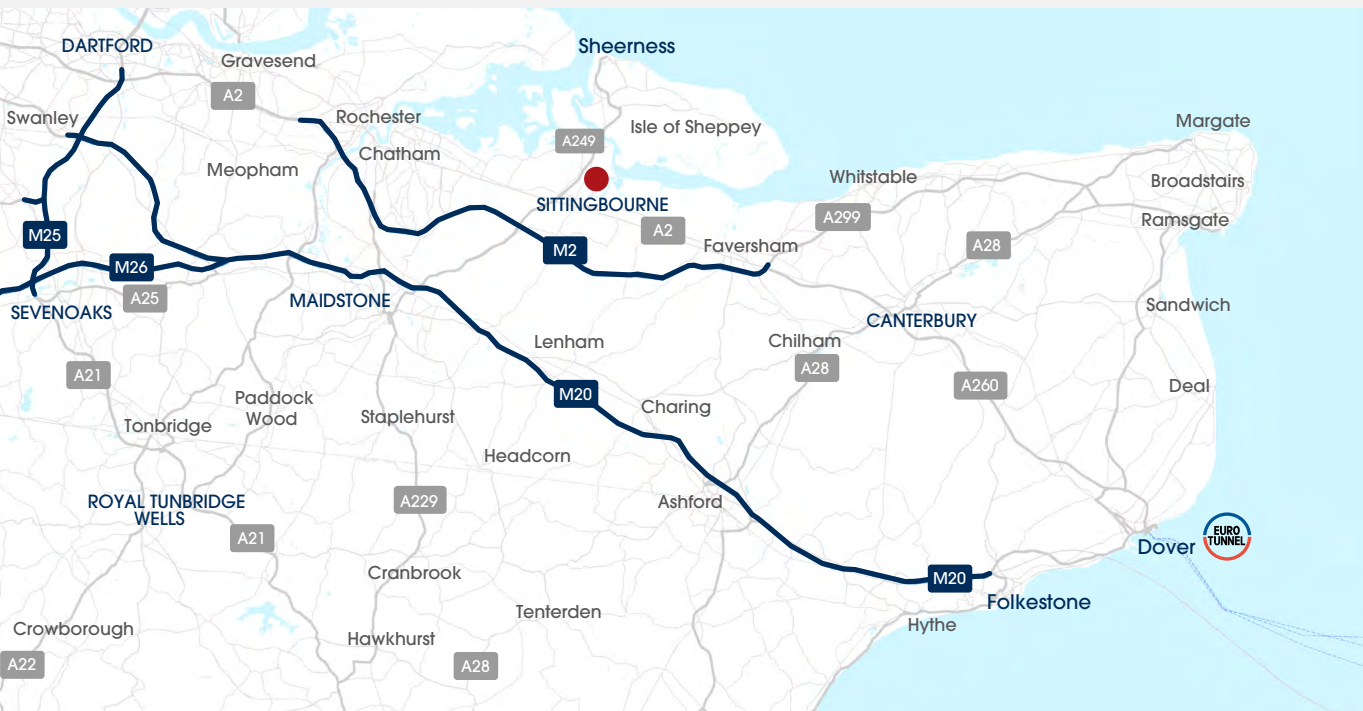 DARTFORD
Sheerness
Gravesend
A2
Swanley
Rochester
Isle of Sheppey
Margate
A249
Chatham
Meopham
Whitstable
Broadstairs
SITTINGBOURNE
A299
Ramsgate
M25
A2
Faversham
A28
M2
M26
A25
MAIDSTONE
SEVENOAKS
Sandwich
CANTERBURY
Lenham
Chilham
A28
A21
A260
Deal
M20
Paddock
Wood
Charing
Staplehurst
Tonbridge
Headcorn
ROYAL TUNBRIDGE
WELLS
A229
Ashford
A21
EURO
TUNNEL
Dover
Cranbrook
M20
Folkestone
Tenterden
Hythe
Crowborough
Hawkhurst
A22
A28